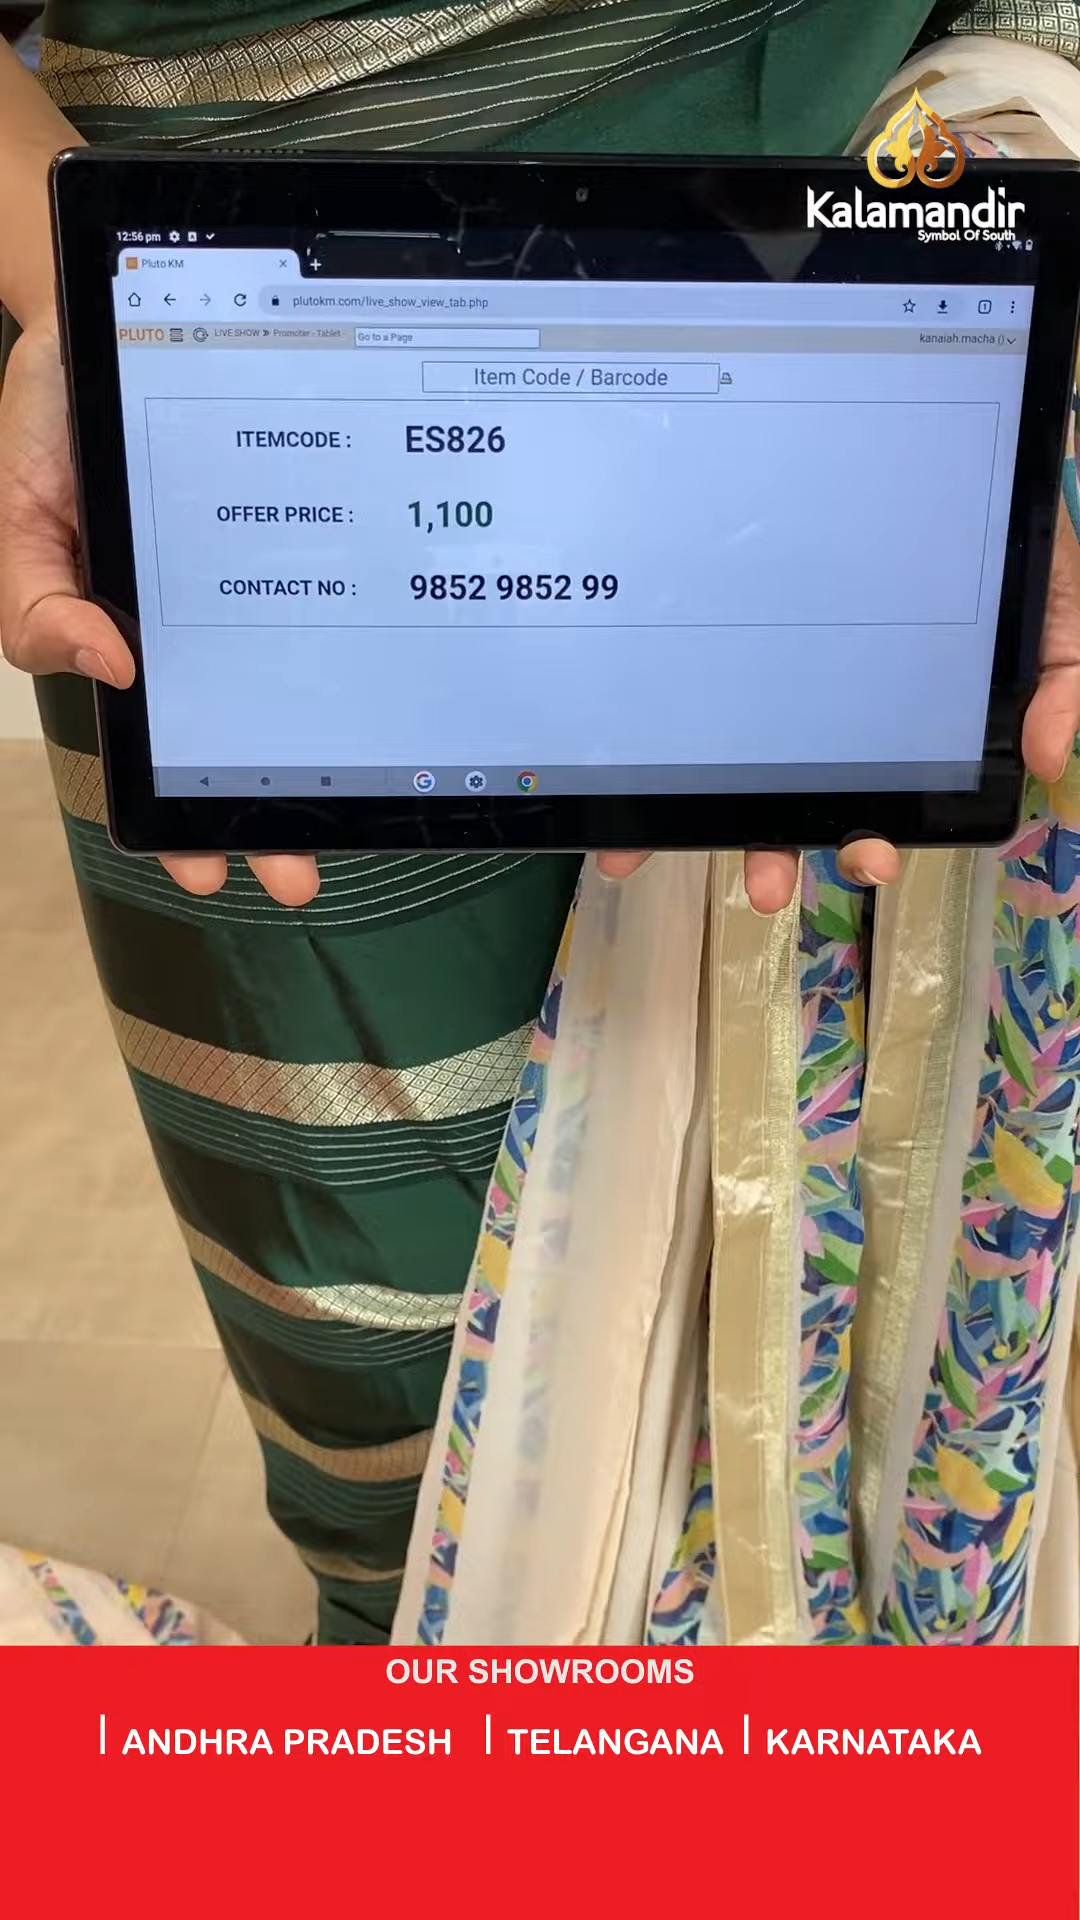 Kalamandir
Symbol Of South
12:56 pm
Pluto KM
plutokm.com/live_show_view_tab.php
PLUTO LIVE SHOW Promoter - Tablet Go to a Page kanaiah.macha ()
Item Code / Barcode
ITEMCODE : ES826
OFFER PRICE : 1,100
CONTACT NO : 9852 9852 99
OUR SHOWROOMS
| ANDHRA PRADESH | TELANGANA | KARNATAKA